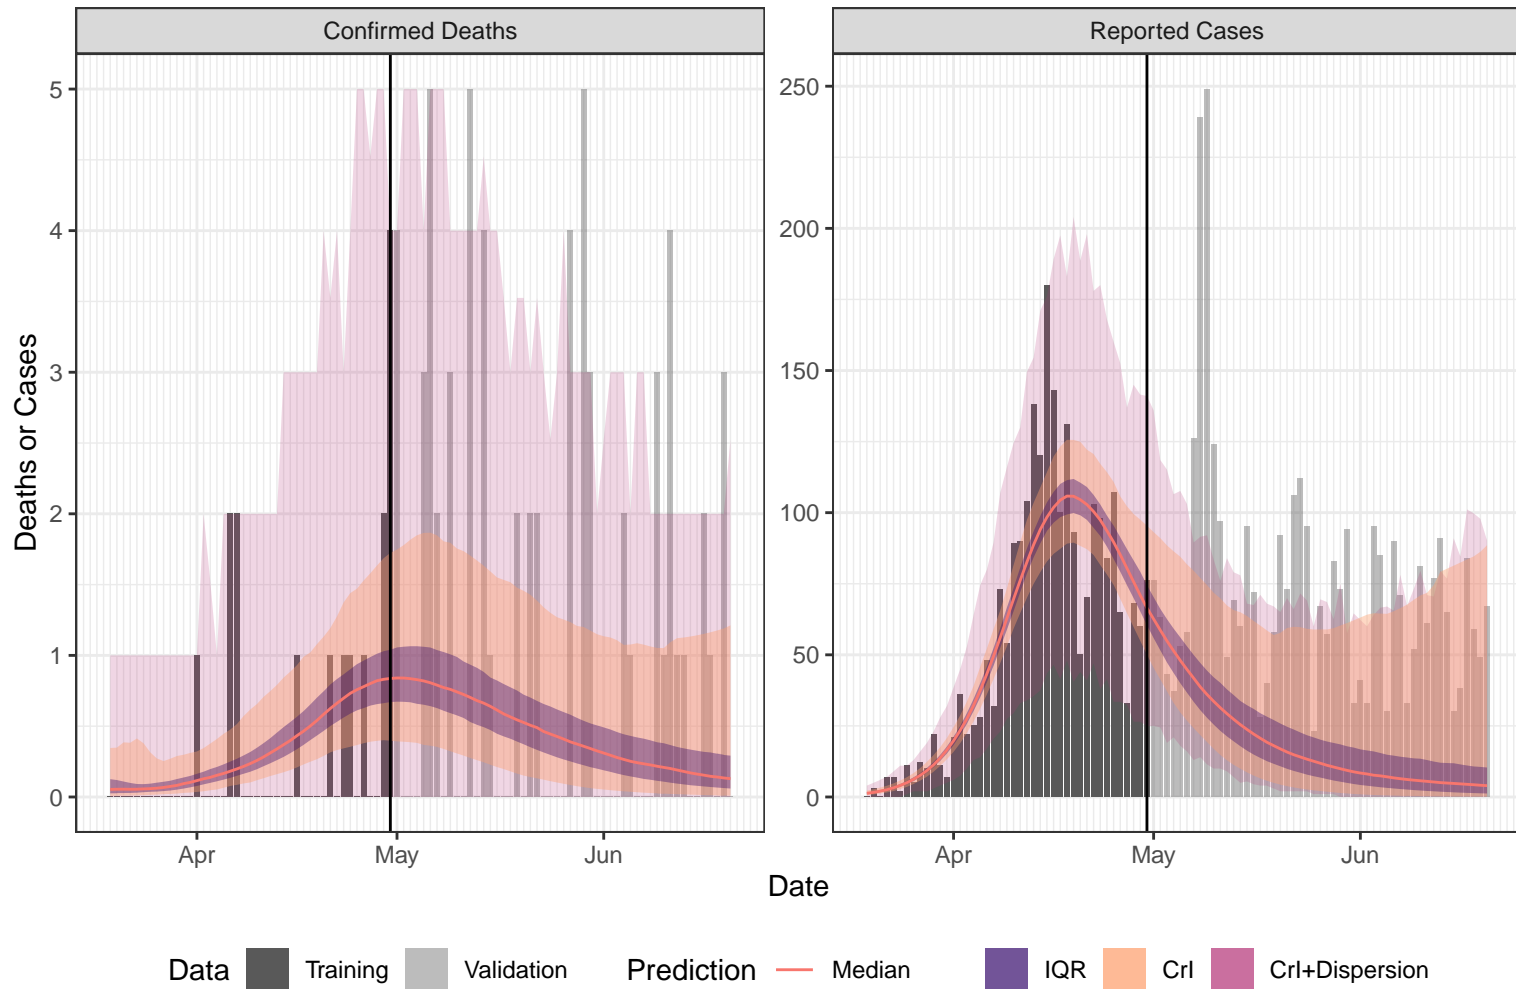 Confirmed Deaths
Reported Cases
Deaths or Cases
5
4
3
2
1
0
250
200
150
100
50
0
Apr May Jun
Apr May Jun
Date
Data Training Validation Prediction Median IQR CrI CrI+Dispersion